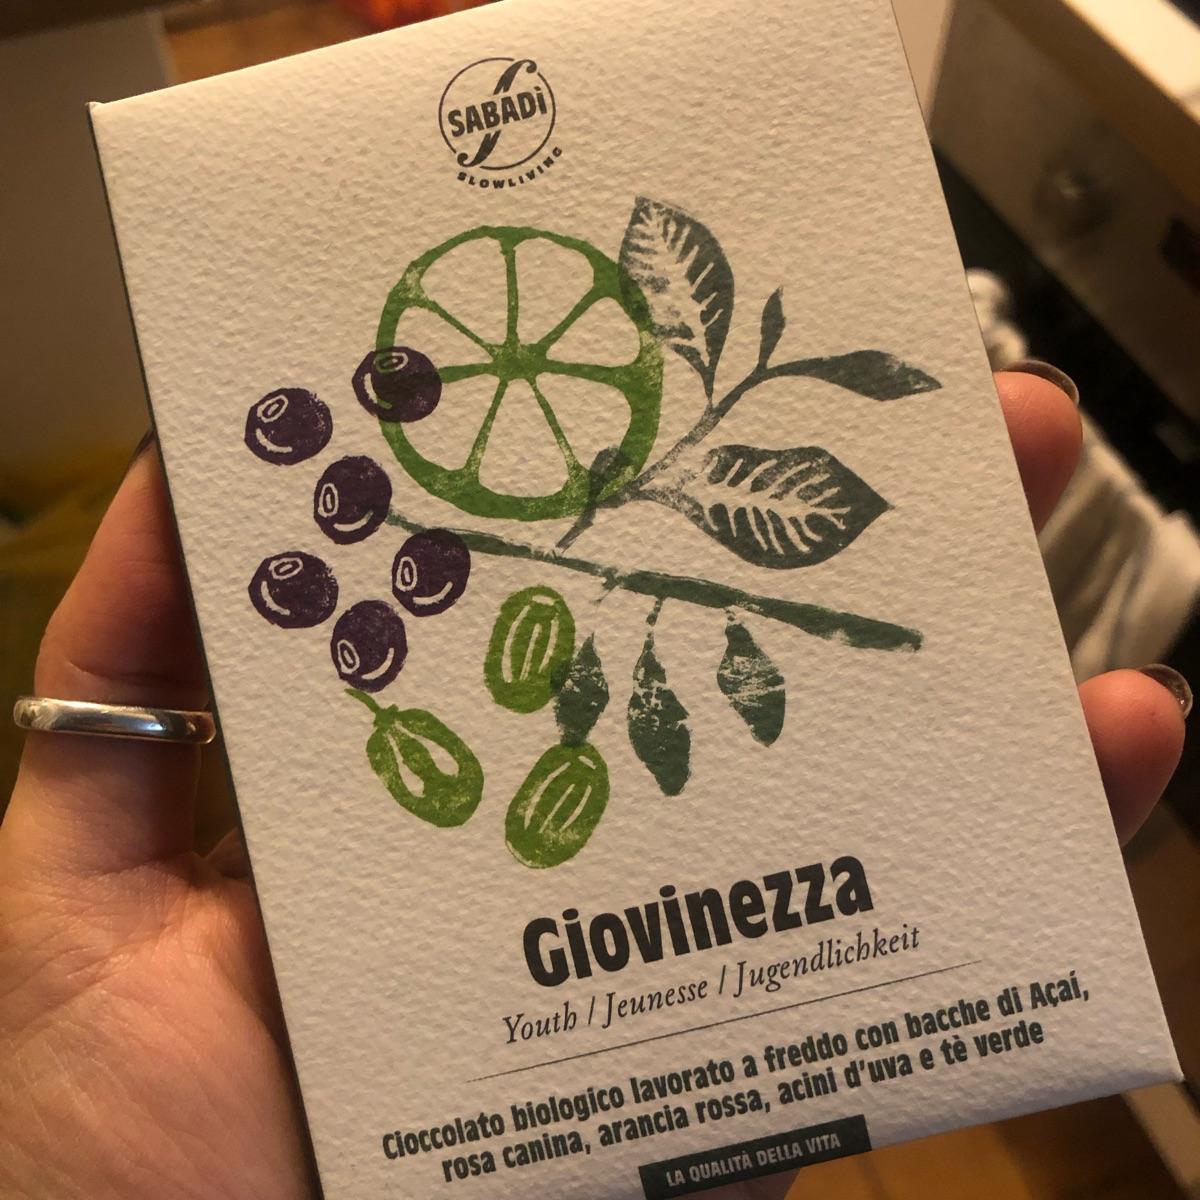 SABADÌ
SLOWLIVING
Giovinezza
Youth / Jeunesse / Jugendlichkeit
Cioccolato biologico lavorato a freddo con bacche di Açaí,
rosa canina, arancia rossa, acini d'uva e tè verde
LA QUALITÀ DELLA VITA